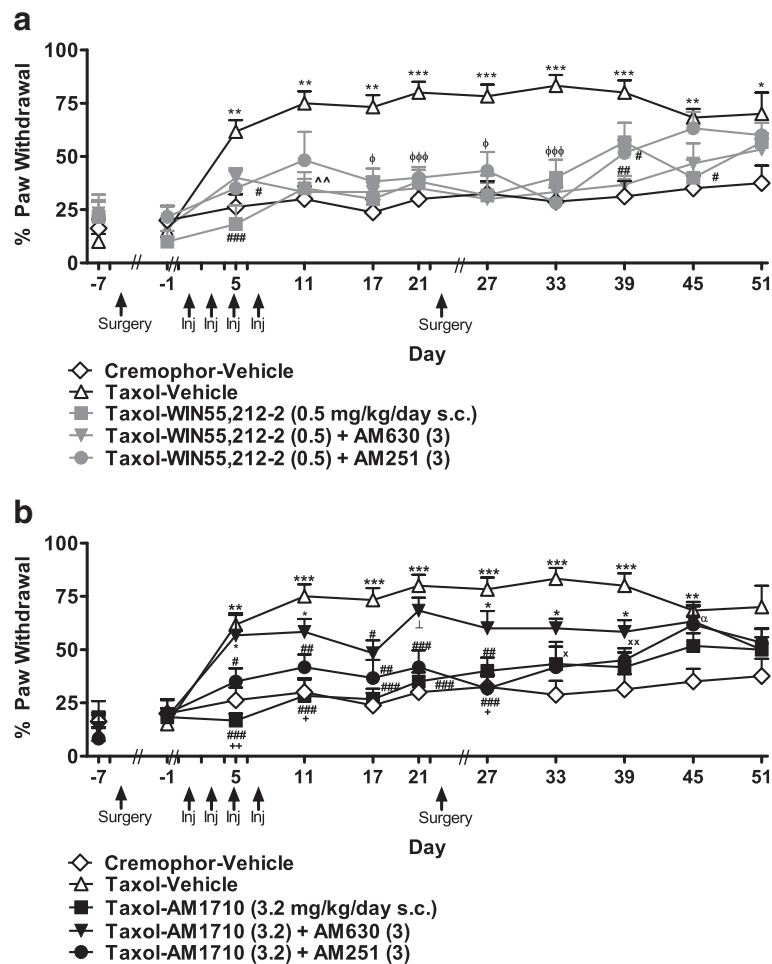 a
100
75
50
25
0
% Paw Withdrawal
** ** ** *** *** *** *** ** *
ϕ ϕϕϕ ϕ ϕϕϕ
# ^^ ## # #
###
-7 -1 5 11 17 21 27 33 39 45 51
Surgery Inj Inj Inj Inj Surgery
Day
Cremophor-Vehicle
Taxol-Vehicle
Taxol-WIN55,212-2 (0.5 mg/kg/day s.c.)
Taxol-WIN55,212-2 (0.5) + AM630 (3)
Taxol-WIN55,212-2 (0.5) + AM251 (3)
b
100
75
50
25
0
% Paw Withdrawal
** *** *** *** *** *** *** **
* * # ⊥ * * * α
# ## ## ### ## x xx
### ++ ### + ### ### ### +
-7 -1 5 11 17 21 27 33 39 45 51
Surgery Inj Inj Inj Inj Surgery
Day
Cremophor-Vehicle
Taxol-Vehicle
Taxol-AM1710 (3.2 mg/kg/day s.c.)
Taxol-AM1710 (3.2) + AM630 (3)
Taxol-AM1710 (3.2) + AM251 (3)